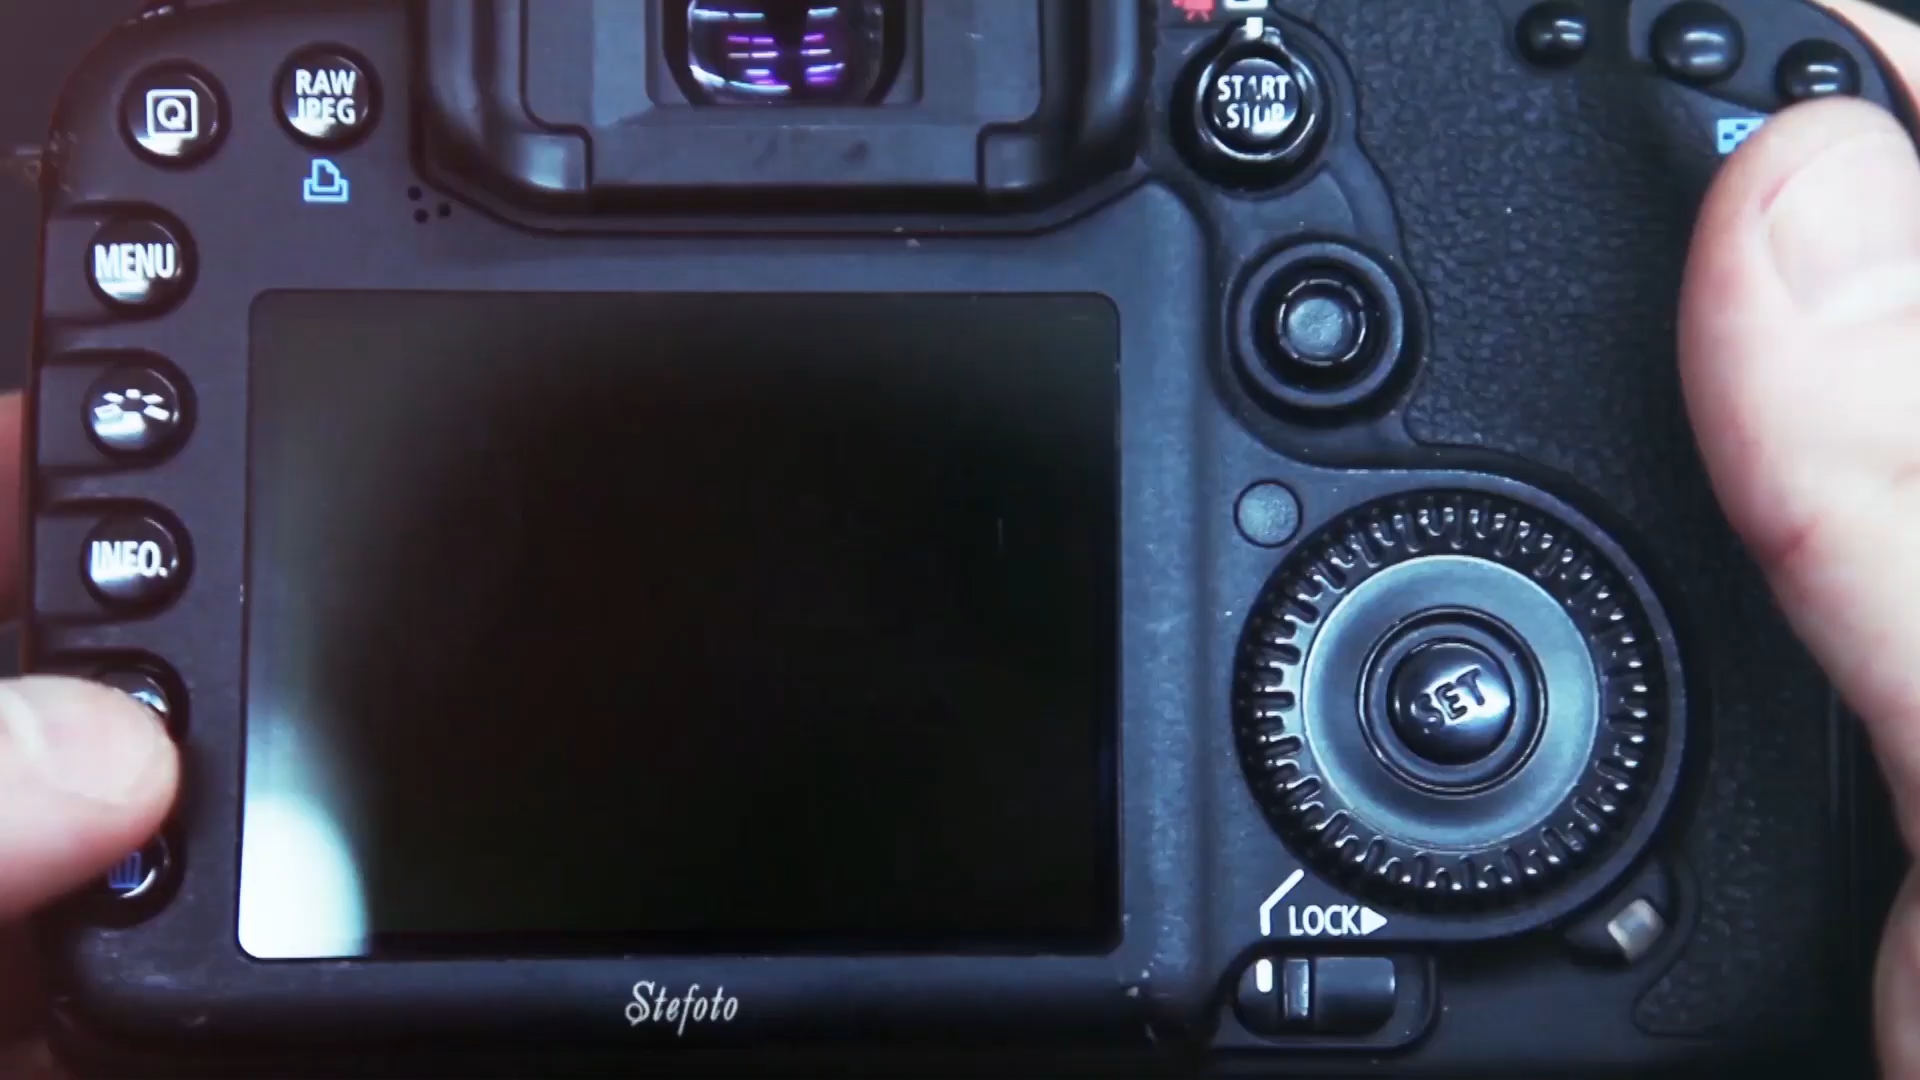 Q
RAW
JPEG
START
STOP
MENU
INFO.
SET
LOCK
Stefoto